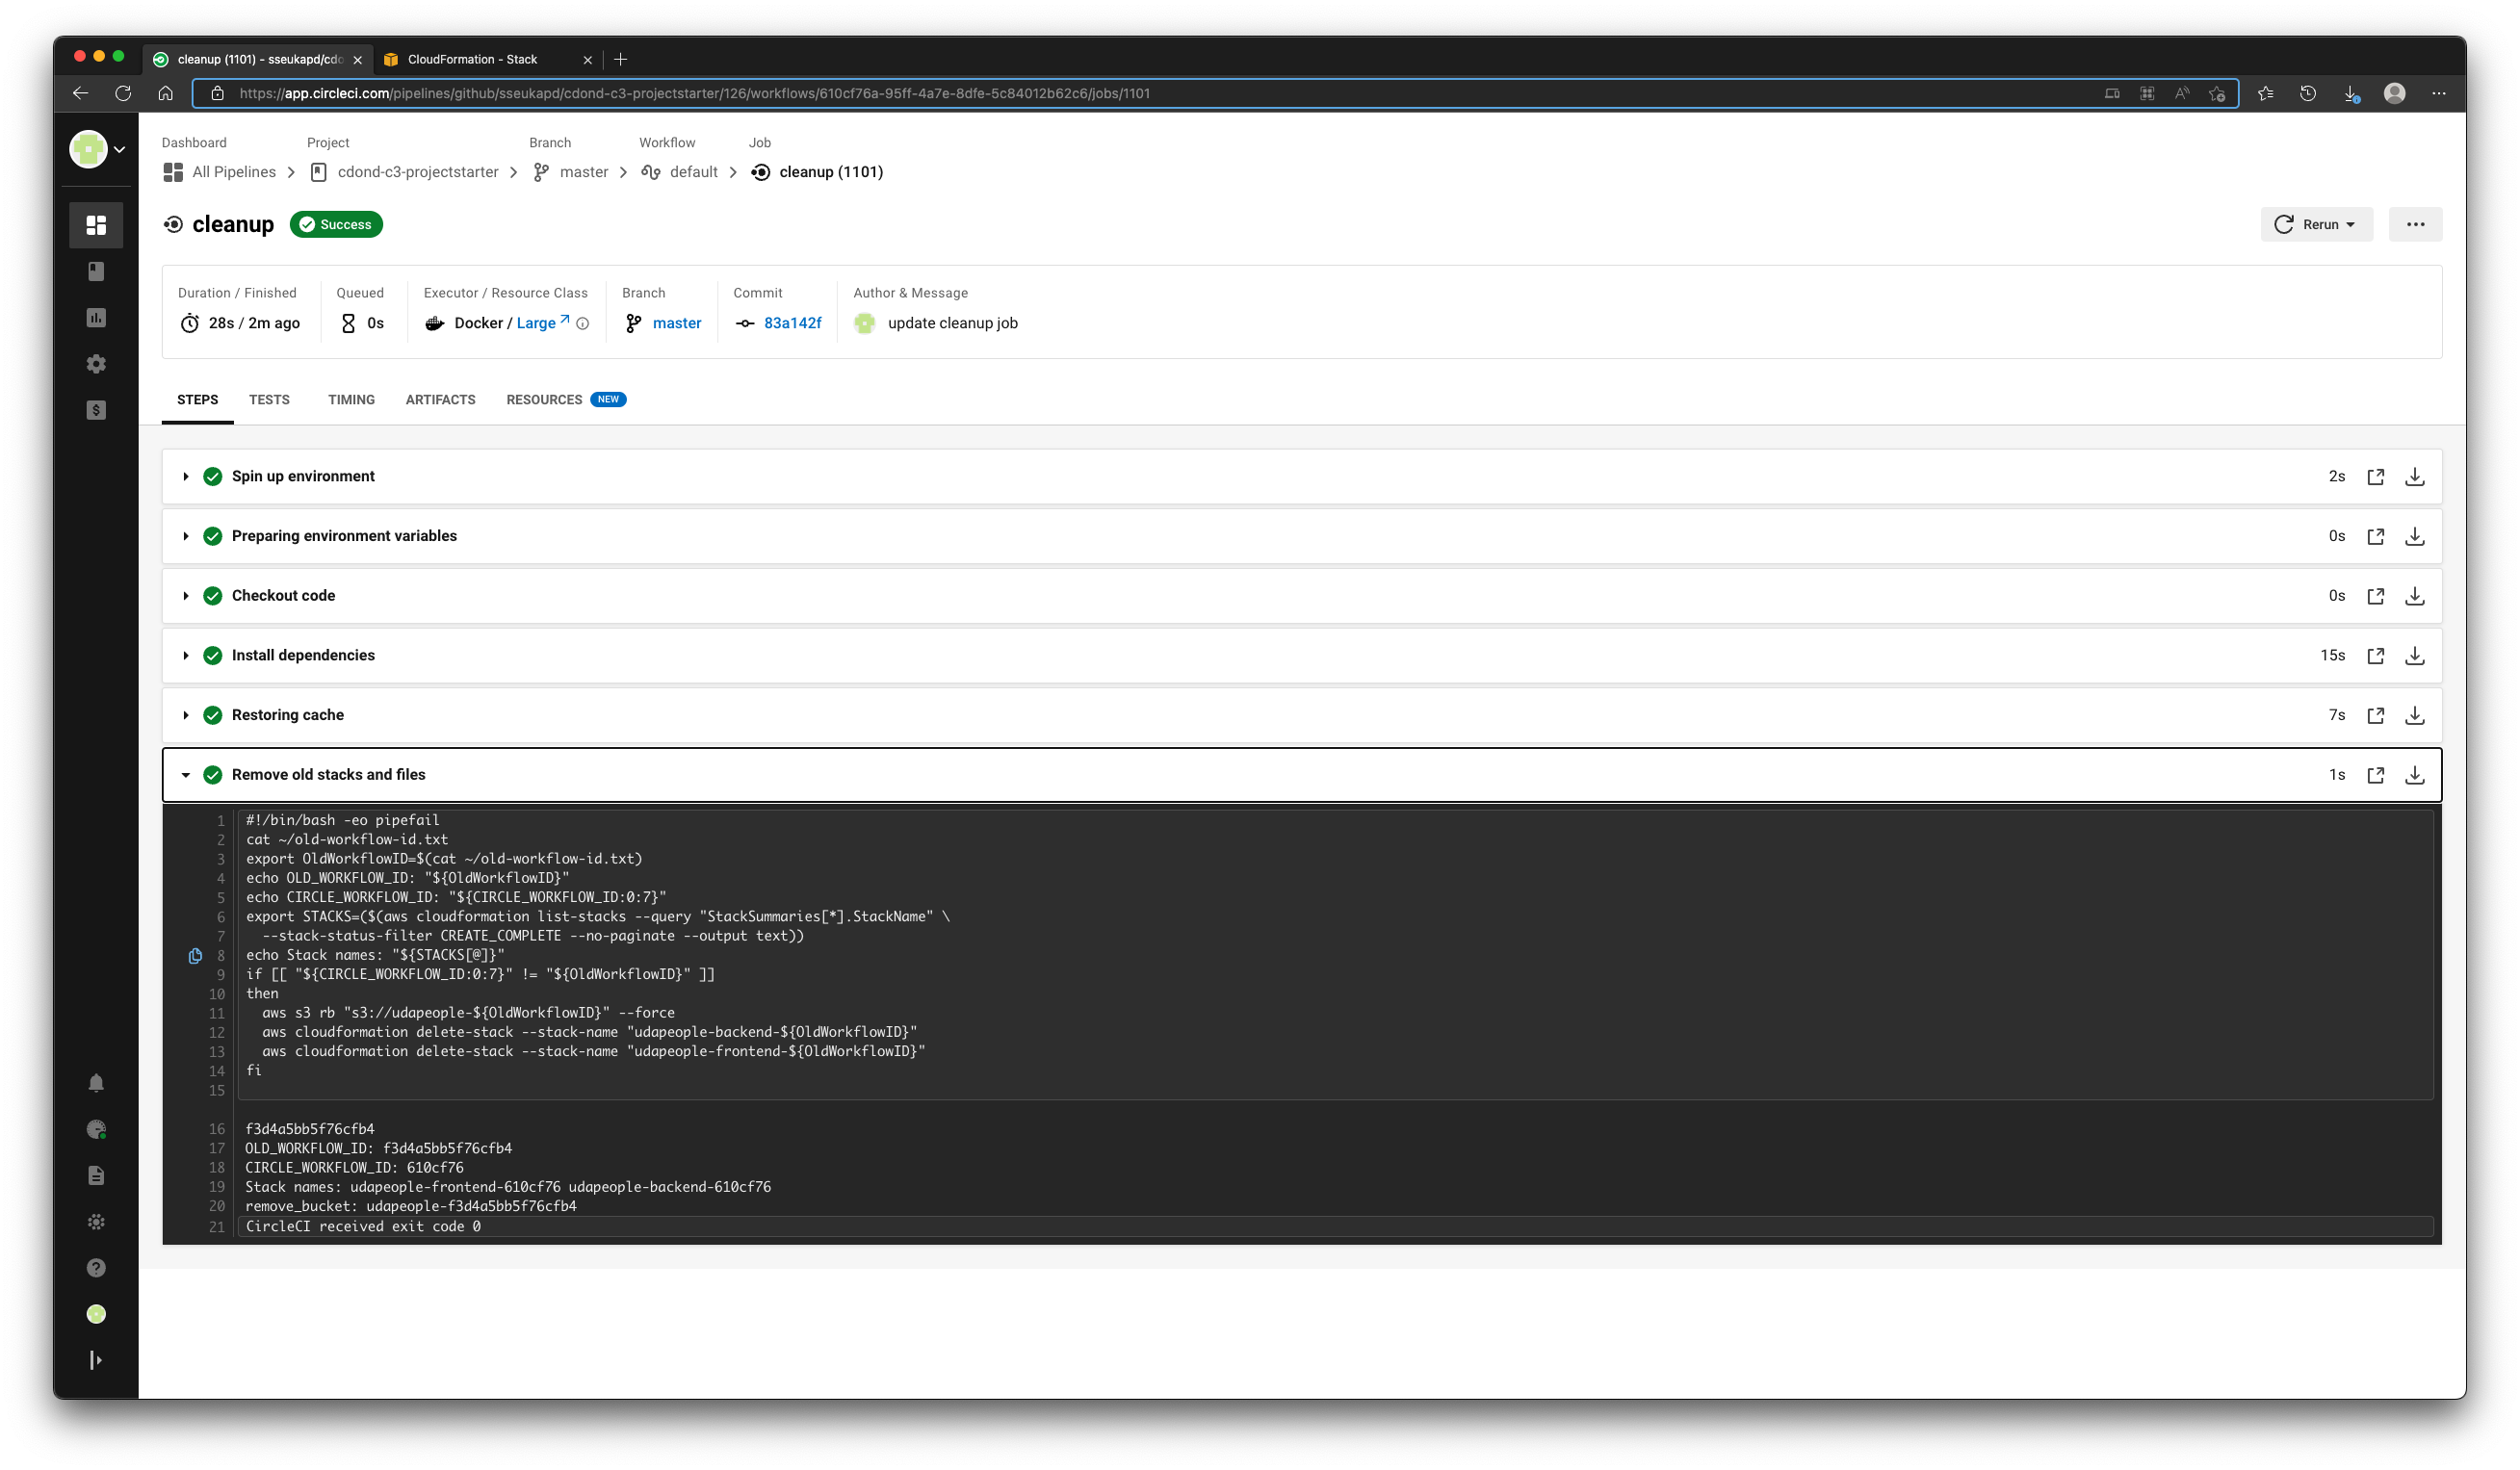 cleanup (1101) - sseukapd/cdo
CloudFormation - Stack
https://app.circleci.com/pipelines/github/sseukapd/cdond-c3-projectstarter/126/workflows/610cf76a-95ff-4a7e-8dfe-5c84012b62c6/jobs/1101
Dashboard Project Branch Workflow Job
All Pipelines cdond-c3-projectstarter master default cleanup (1101)
cleanup Success Rerun
Duration / Finished Queued Executor / Resource Class Branch Commit Author & Message
28s / 2m ago 0s Docker / Large master 83a142f update cleanup job
STEPS TESTS TIMING ARTIFACTS RESOURCES NEW
Spin up environment 2s
Preparing environment variables 0s
Checkout code 0s
Install dependencies 15s
Restoring cache 7s
Remove old stacks and files 1s
1 #!/bin/bash -eo pipefail
2 cat ~/old-workflow-id.txt
3 export OldWorkflowID=$(cat ~/old-workflow-id.txt)
4 echo OLD_WORKFLOW_ID: "${OldWorkflowID}"
5 echo CIRCLE_WORKFLOW_ID: "${CIRCLE_WORKFLOW_ID:0:7}"
6 export STACKS=($(aws cloudformation list-stacks --query "StackSummaries[*].StackName" \
7 --stack-status-filter CREATE_COMPLETE --no-paginate --output text))
8 echo Stack names: "${STACKS[@]}"
9 if [[ "${CIRCLE_WORKFLOW_ID:0:7}" != "${OldWorkflowID}" ]]
10 then
11 aws s3 rb "s3://udapeople-${OldWorkflowID}" --force
12 aws cloudformation delete-stack --stack-name "udapeople-backend-${OldWorkflowID}"
13 aws cloudformation delete-stack --stack-name "udapeople-frontend-${OldWorkflowID}"
14 fi
15
16 f3d4a5bb5f76cfb4
17 OLD_WORKFLOW_ID: f3d4a5bb5f76cfb4
18 CIRCLE_WORKFLOW_ID: 610cf76
19 Stack names: udapeople-frontend-610cf76 udapeople-backend-610cf76
20 remove_bucket: udapeople-f3d4a5bb5f76cfb4
21 CircleCI received exit code 0